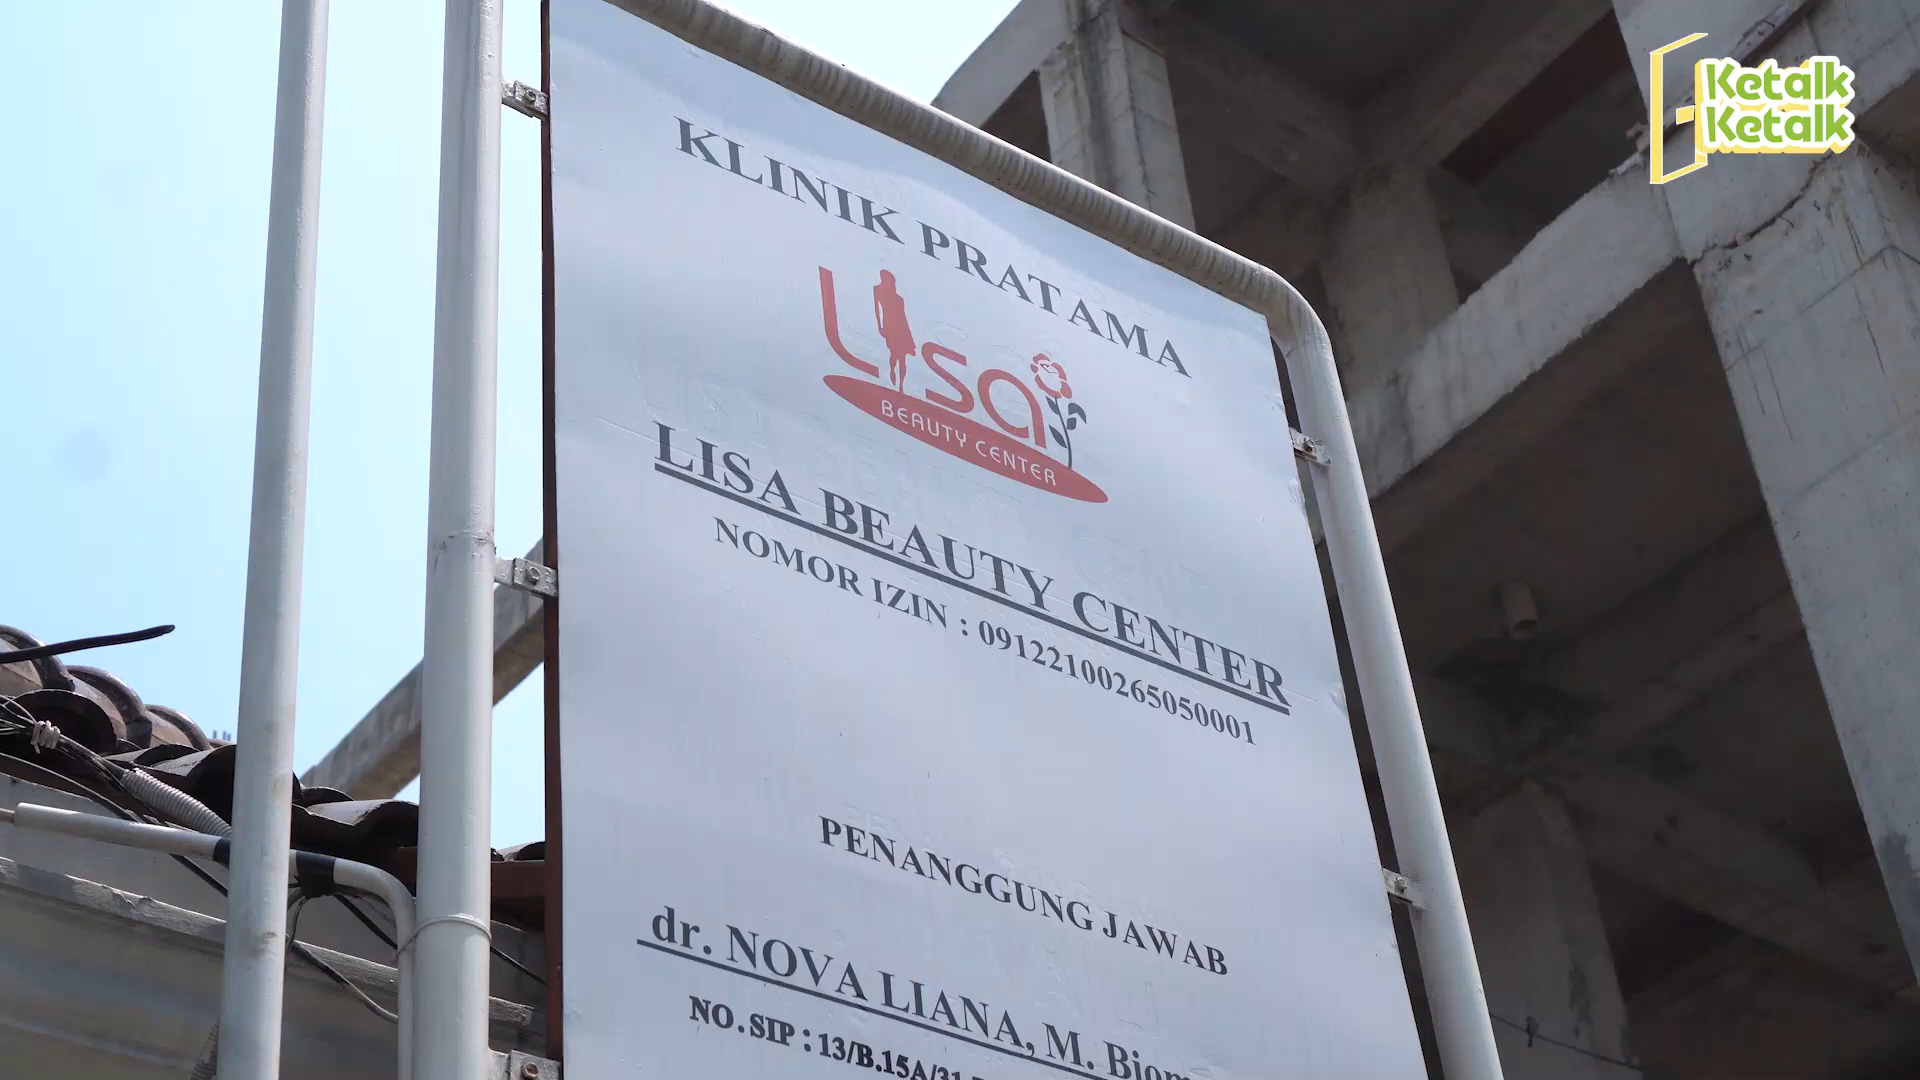 Ketalk
Ketalk
KLINIK PRATAMA
Lisa
BEAUTY CENTER
LISA BEAUTY CENTER
NOMOR IZIN : 09122100265050001
PENANGGUNG JAWAB
dr. NOVA LIANA, M. Biom
NO. SIP : 13/B.15A/31